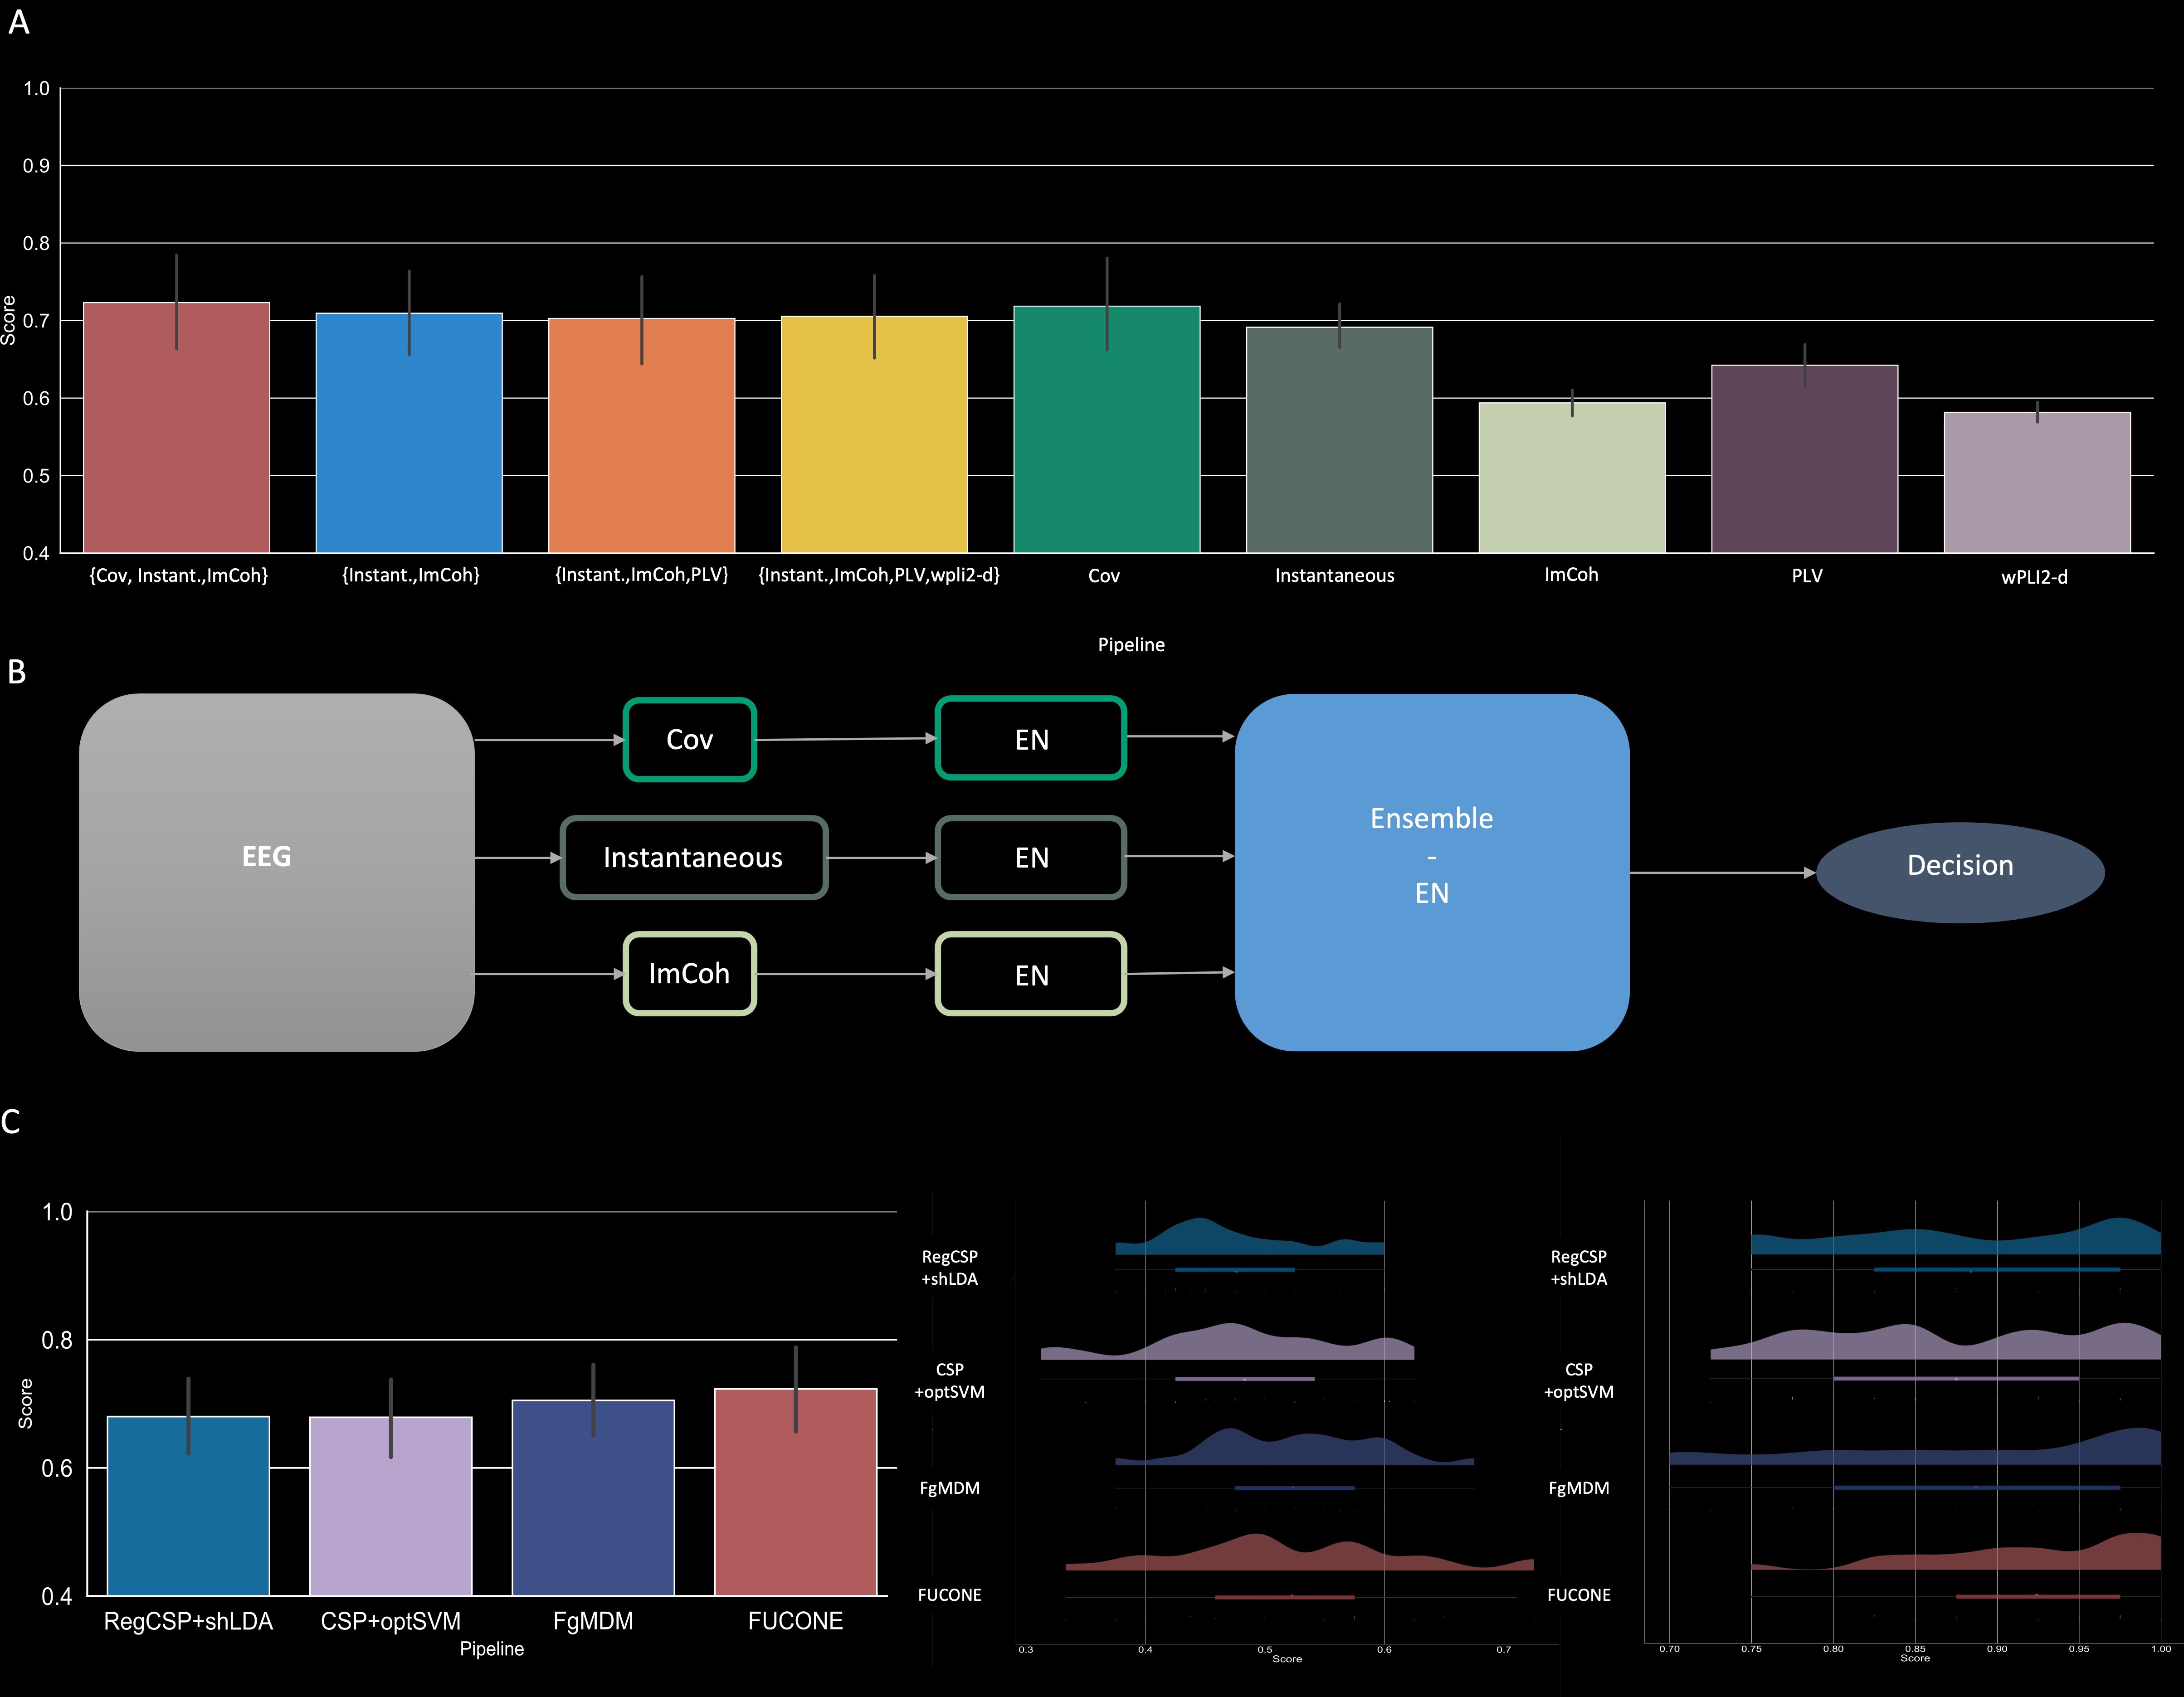 A
1.0
0.9
0.8
0.7
0.6
0.5
0.4
Score
{Cov, Instant.,ImCoh}
{Instant.,ImCoh}
{Instant.,ImCoh,PLV}
{Instant.,ImCoh,PLV,wpli2-d}
Cov
Instantaneous
ImCoh
PLV
wPLI2-d
Pipeline
B
EEG
Cov
EN
Instantaneous
EN
ImCoh
EN
Ensemble
-
EN
Decision
C
1.0
0.8
0.6
0.4
Score
RegCSP+shLDA
CSP+optSVM
FgMDM
FUCONE
Pipeline
RegCSP
+shLDA
CSP
+optSVM
FgMDM
FUCONE
0.3
0.4
0.5
0.6
0.7
Score
RegCSP
+shLDA
CSP
+optSVM
FgMDM
FUCONE
0.70
0.75
0.80
0.85
0.90
0.95
1.00
Score